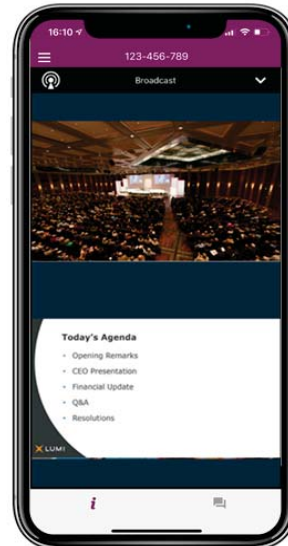 16:10
123-456-789
Broadcast
Today's Agenda
- Opening Remarks
- CEO Presentation
- Financial Update
- Q&A
- Resolutions
LUMI
i